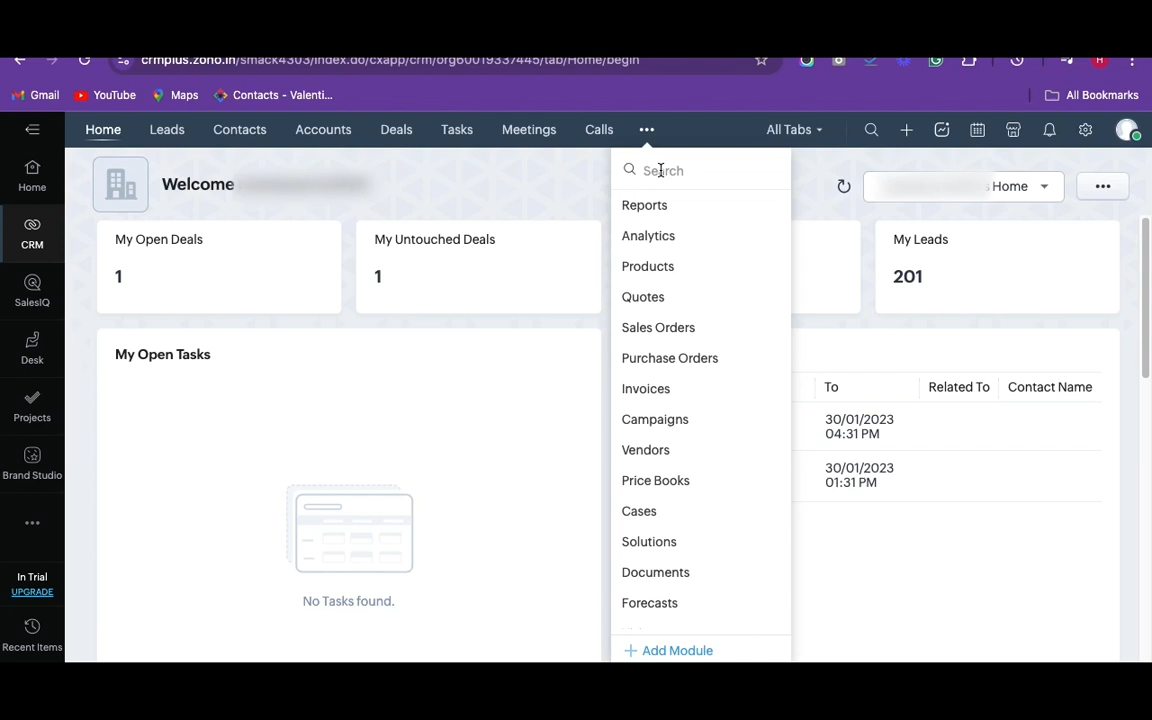 crmplus.zoho.in/smack4303/index.do/cxapp/crm/org60019337445/tab/Home/begin
Gmail YouTube Maps Contacts - Valenti... All Bookmarks
Home Leads Contacts Accounts Deals Tasks Meetings Calls ••• All Tabs
Home
CRM
SalesIQ
Desk
Projects
Brand Studio
In Trial
UPGRADE
Recent Items
Welcome
Home
My Open Deals
1
My Untouched Deals
1
My Leads
201
My Open Tasks
No Tasks found.
Search
Reports
Analytics
Products
Quotes
Sales Orders
Purchase Orders
Invoices
Campaigns
Vendors
Price Books
Cases
Solutions
Documents
Forecasts
+ Add Module
To Related To Contact Name
30/01/2023
04:31 PM
30/01/2023
01:31 PM